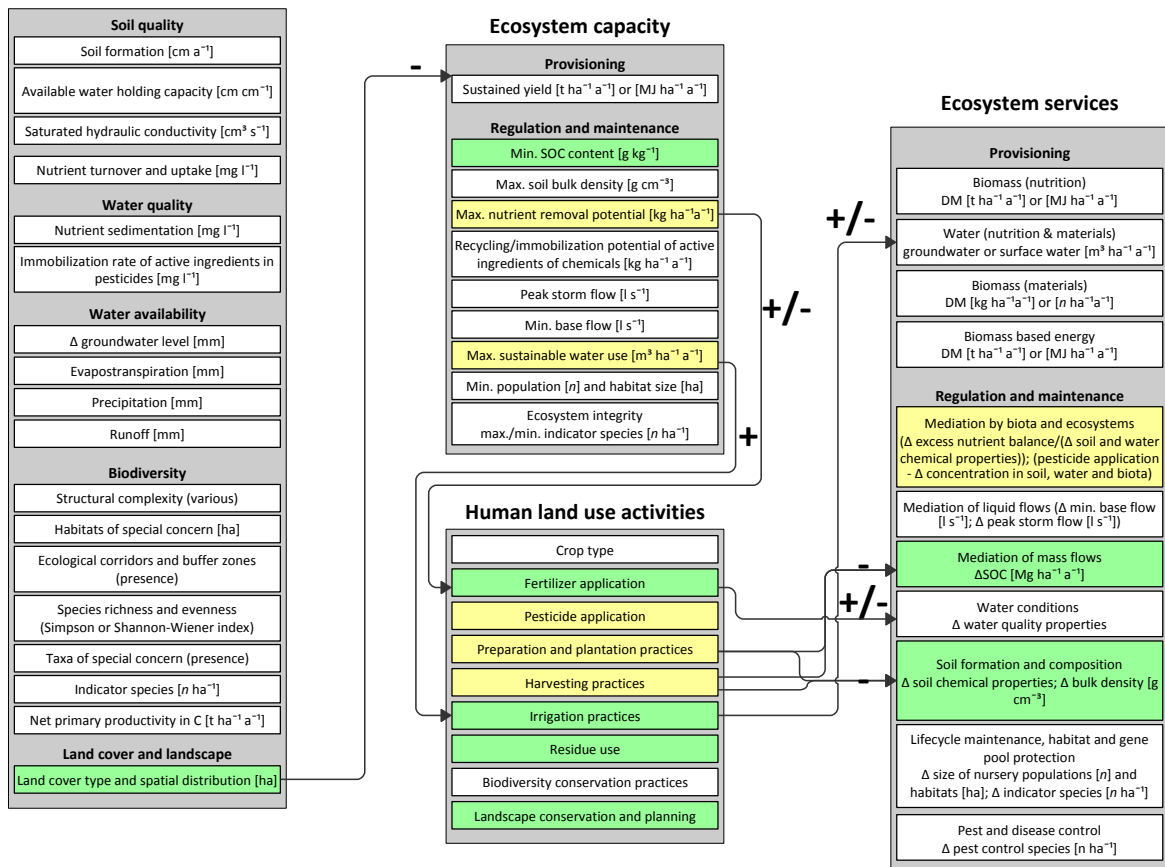 Soil quality
Soil formation [cm a⁻¹]
Available water holding capacity [cm cm⁻¹]
Saturated hydraulic conductivity [cm³ s⁻¹]
Nutrient turnover and uptake [mg l⁻¹]
Water quality
Nutrient sedimentation [mg l⁻¹]
Immobilization rate of active ingredients in
pesticides [mg l⁻¹]
Water availability
Δ groundwater level [mm]
Evapostranspiration [mm]
Precipitation [mm]
Runoff [mm]
Biodiversity
Structural complexity (various)
Habitats of special concern [ha]
Ecological corridors and buffer zones
(presence)
Species richness and evenness
(Simpson or Shannon-Wiener index)
Taxa of special concern (presence)
Indicator species [n ha⁻¹]
Net primary productivity in C [t ha⁻¹ a⁻¹]
Land cover and landscape
Land cover type and spatial distribution [ha]
-
Ecosystem capacity
Provisioning
Sustained yield [t ha⁻¹ a⁻¹] or [MJ ha⁻¹ a⁻¹]
Regulation and maintenance
Min. SOC content [g kg⁻¹]
Max. soil bulk density [g cm⁻³]
Max. nutrient removal potential [kg ha⁻¹a⁻¹]
Recycling/immobilization potential of active
ingredients of chemicals [kg ha⁻¹ a⁻¹]
Peak storm flow [l s⁻¹]
Min. base flow [l s⁻¹]
Max. sustainable water use [m³ ha⁻¹ a⁻¹]
Min. population [n] and habitat size [ha]
Ecosystem integrity
max./min. indicator species [n ha⁻¹]
+/-
+
Human land use activities
Crop type
Fertilizer application
Pesticide application
Preparation and plantation practices
Harvesting practices
Irrigation practices
Residue use
Biodiversity conservation practices
Landscape conservation and planning
+/-
-
+/-
-
Ecosystem services
Provisioning
Biomass (nutrition)
DM [t ha⁻¹ a⁻¹] or [MJ ha⁻¹ a⁻¹]
Water (nutrition & materials)
groundwater or surface water [m³ ha⁻¹ a⁻¹]
Biomass (materials)
DM [kg ha⁻¹a⁻¹] or [n ha⁻¹a⁻¹]
Biomass based energy
DM [t ha⁻¹ a⁻¹] or [MJ ha⁻¹ a⁻¹]
Regulation and maintenance
Mediation by biota and ecosystems
(Δ excess nutrient balance/(Δ soil and water
chemical properties)); (pesticide application
- Δ concentration in soil, water and biota)
Mediation of liquid flows (Δ min. base flow
[l s⁻¹]; Δ peak storm flow [l s⁻¹])
Mediation of mass flows
ΔSOC [Mg ha⁻¹ a⁻¹]
Water conditions
Δ water quality properties
Soil formation and composition
Δ soil chemical properties; Δ bulk density [g
cm⁻³]
Lifecycle maintenance, habitat and gene
pool protection
Δ size of nursery populations [n] and
habitats [ha]; Δ indicator species [n ha⁻¹]
Pest and disease control
Δ pest control species [n ha⁻¹]